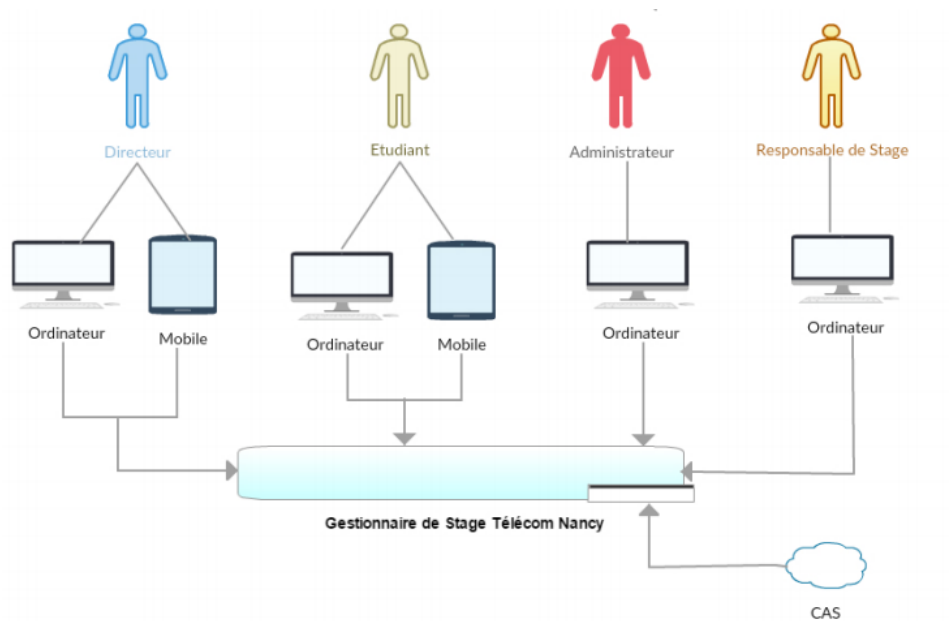 Directeur
Etudiant
Administrateur
Responsable de Stage
Ordinateur
Mobile
Ordinateur
Mobile
Ordinateur
Ordinateur
Gestionnaire de Stage Télécom Nancy
CAS